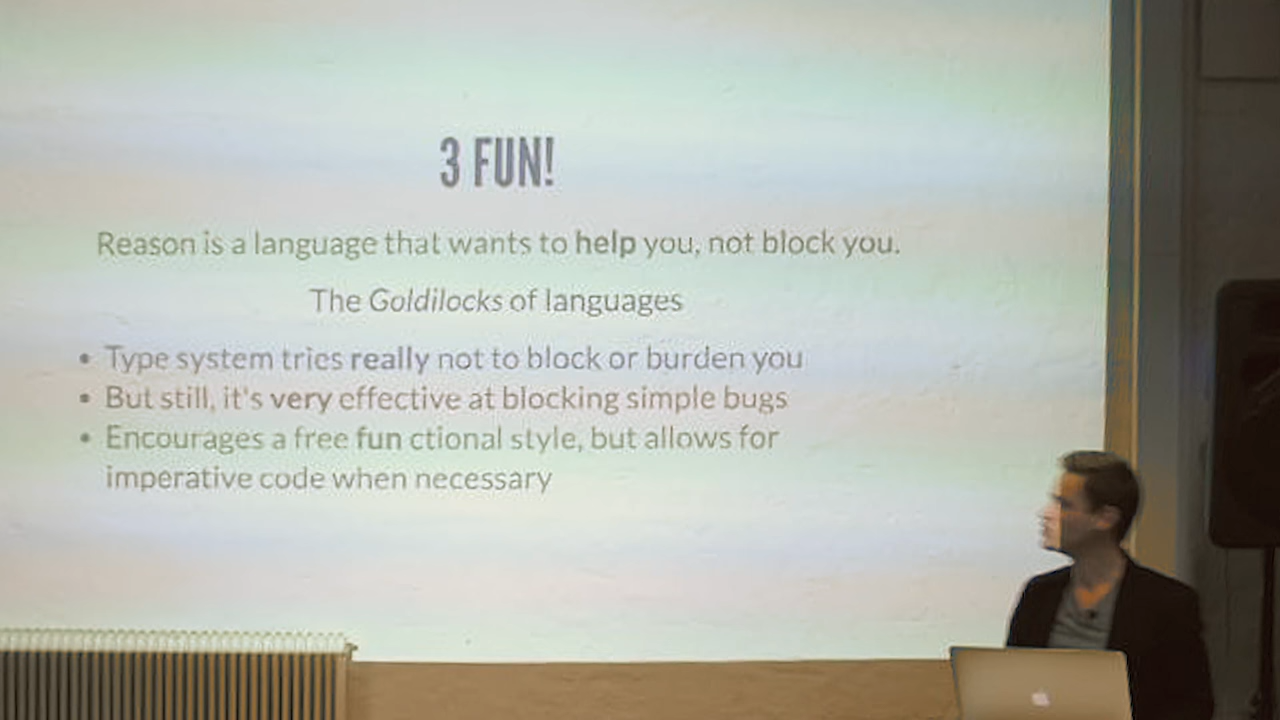 3 FUN!
Reason is a language that wants to help you, not block you.
The Goldilocks of languages
• Type system tries really not to block or burden you
• But still, it's very effective at blocking simple bugs
• Encourages a free fun ctional style, but allows for
imperative code when necessary